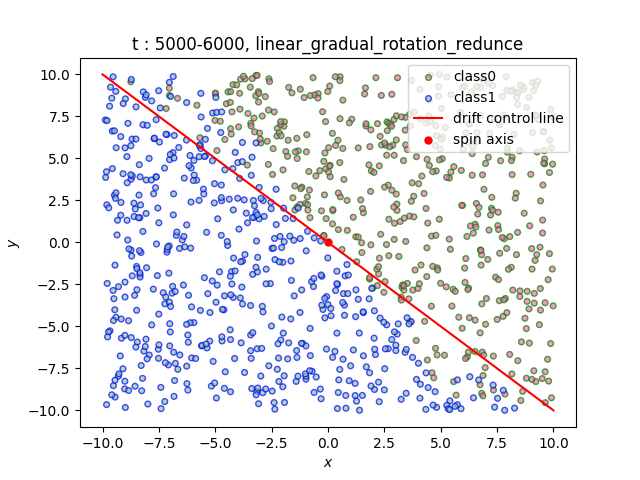 t : 5000-6000, linear_gradual_rotation_redunce
class0
class1
drift control line
spin axis
10.0
7.5
5.0
2.5
0.0
−2.5
−5.0
−7.5
−10.0
y
−10.0 −7.5 −5.0 −2.5 0.0 2.5 5.0 7.5 10.0
x